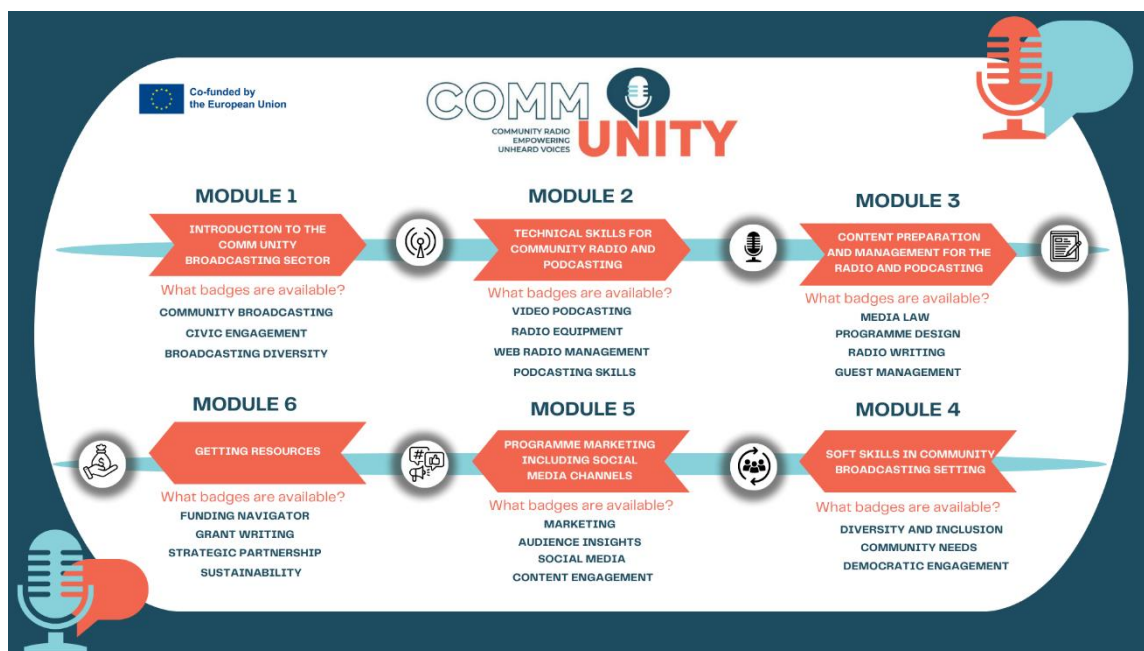 Co-funded by
the European Union
COMM
COMMUNITY RADIO
EMPOWERING
UNHEARD VOICES
UNITY
MODULE 1
INTRODUCTION TO THE
COMM UNITY
BROADCASTING SECTOR
What badges are available?
COMMUNITY BROADCASTING
CIVIC ENGAGEMENT
BROADCASTING DIVERSITY
MODULE 2
TECHNICAL SKILLS FOR
COMMUNITY RADIO AND
PODCASTING
What badges are available?
VIDEO PODCASTING
RADIO EQUIPMENT
WEB RADIO MANAGEMENT
PODCASTING SKILLS
MODULE 3
CONTENT PREPARATION
AND MANAGEMENT FOR THE
RADIO AND PODCASTING
What badges are available?
MEDIA LAW
PROGRAMME DESIGN
RADIO WRITING
GUEST MANAGEMENT
MODULE 4
SOFT SKILLS IN COMMUNITY
BROADCASTING SETTING
What badges are available?
DIVERSITY AND INCLUSION
COMMUNITY NEEDS
DEMOCRATIC ENGAGEMENT
MODULE 5
PROGRAMME MARKETING
INCLUDING SOCIAL
MEDIA CHANNELS
What badges are available?
MARKETING
AUDIENCE INSIGHTS
SOCIAL MEDIA
CONTENT ENGAGEMENT
MODULE 6
GETTING RESOURCES
What badges are available?
FUNDING NAVIGATOR
GRANT WRITING
STRATEGIC PARTNERSHIP
SUSTAINABILITY